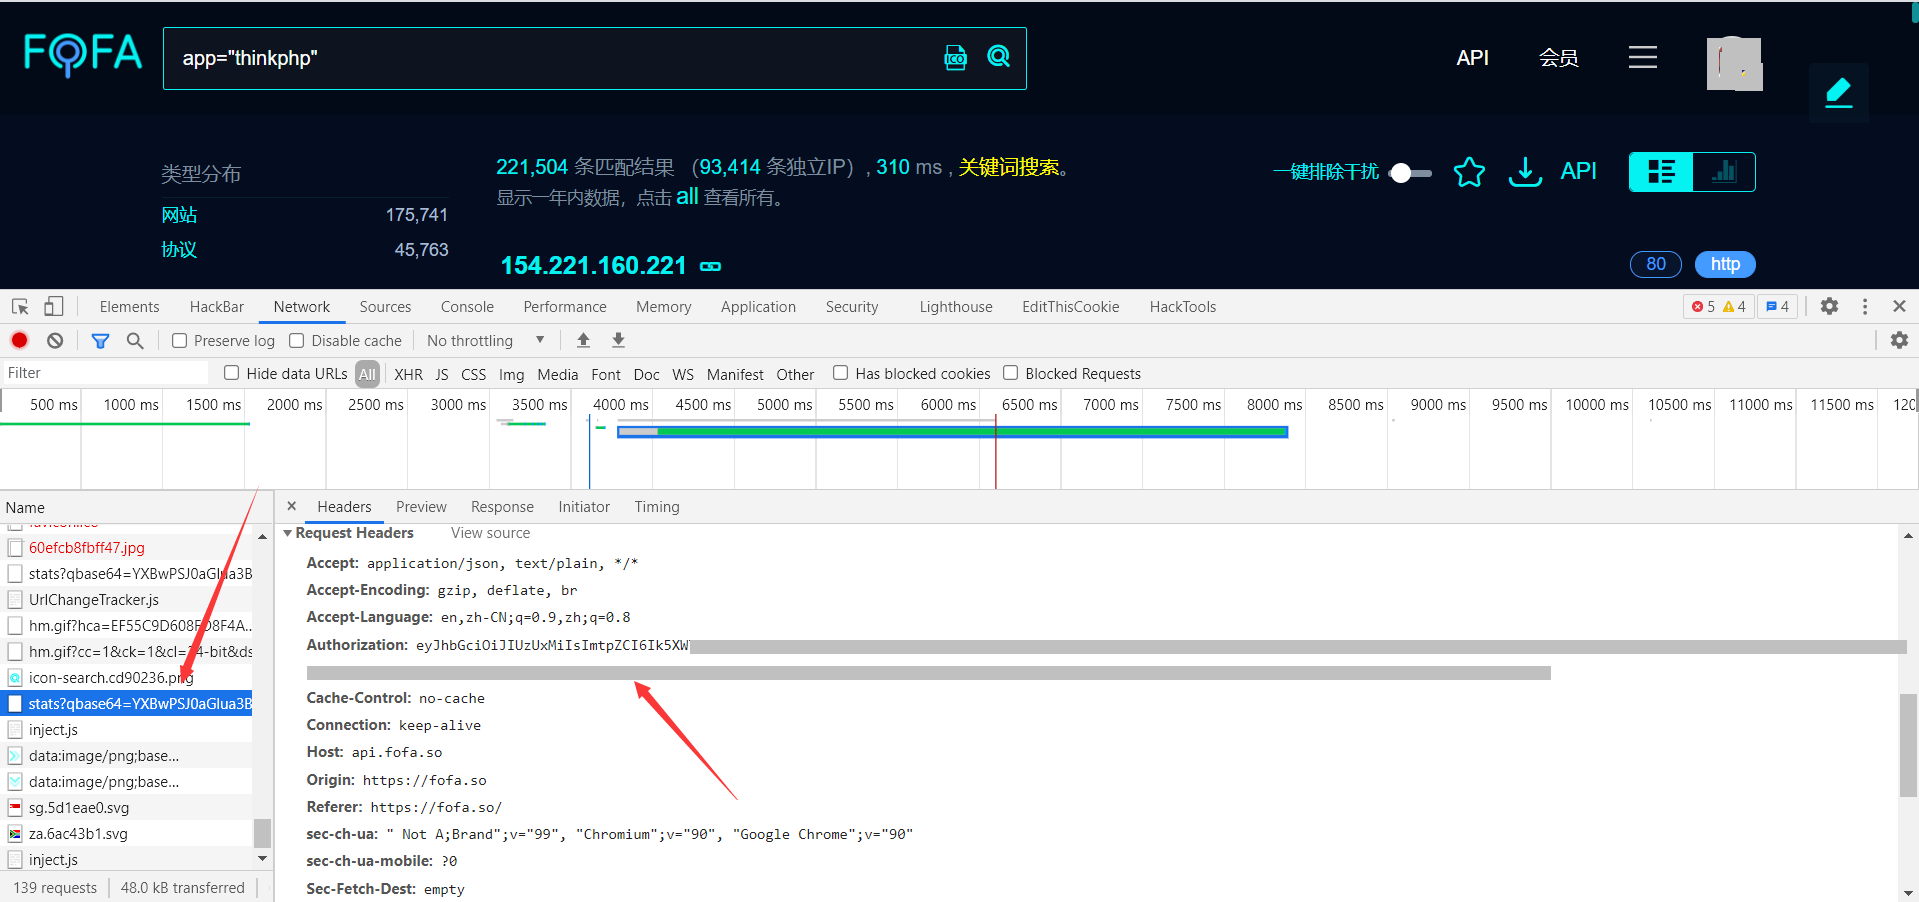 FOFA
app="thinkphp"
ICO
API
会员
类型分布
网站 175,741
协议 45,763
221,504 条匹配结果 （93,414 条独立IP）, 310 ms , 关键词搜索。
显示一年内数据，点击 all 查看所有。
一键排除干扰
API
154.221.160.221
80
http
Elements HackBar Network Sources Console Performance Memory Application Security Lighthouse EditThisCookie HackTools
5 4 4
Preserve log Disable cache No throttling
Filter Hide data URLs All XHR JS CSS Img Media Font Doc WS Manifest Other Has blocked cookies Blocked Requests
500 ms 1000 ms 1500 ms 2000 ms 2500 ms 3000 ms 3500 ms 4000 ms 4500 ms 5000 ms 5500 ms 6000 ms 6500 ms 7000 ms 7500 ms 8000 ms 8500 ms 9000 ms 9500 ms 10000 ms 10500 ms 11000 ms 11500 ms 120
Name
60efcb8fbff47.jpg
stats?qbase64=YXBwPSJ0aGlua3B
UrlChangeTracker.js
hm.gif?cc=1&ck=1&cl=24-bit&ds
icon-search.cd90236.png
stats?qbase64=YXBwPSJ0aGlua3B
inject.js
data:image/png;base...
data:image/png;base...
sg.5d1eae0.svg
za.6ac43b1.svg
inject.js
139 requests 48.0 kB transferred
Headers Preview Response Initiator Timing
Request Headers View source
Accept: application/json, text/plain, */*
Accept-Encoding: gzip, deflate, br
Accept-Language: en,zh-CN;q=0.9,zh;q=0.8
Authorization: eyJhbGciOiJIUzUxMiIsImtpZCI6Ik5XW
Cache-Control: no-cache
Connection: keep-alive
Host: api.fofa.so
Origin: https://fofa.so
Referer: https://fofa.so/
sec-ch-ua: " Not A;Brand";v="99", "Chromium";v="90", "Google Chrome";v="90"
sec-ch-ua-mobile: ?0
Sec-Fetch-Dest: empty